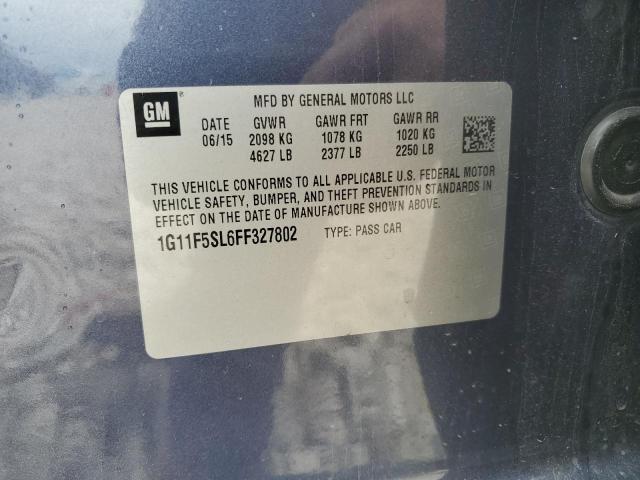 GM
MFD BY GENERAL MOTORS LLC
DATE GVWR GAWR FRT GAWR RR
06/15 2098 KG 1078 KG 1020 KG
4627 LB 2377 LB 2250 LB
THIS VEHICLE CONFORMS TO ALL APPLICABLE U.S. FEDERAL MOTOR
VEHICLE SAFETY, BUMPER, AND THEFT PREVENTION STANDARDS IN
EFFECT ON THE DATE OF MANUFACTURE SHOWN ABOVE.
1G11F5SL6FF327802 TYPE: PASS CAR